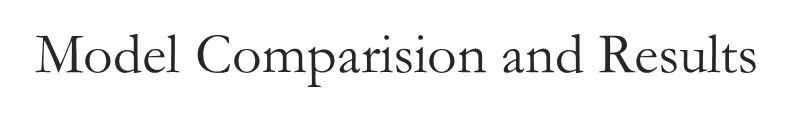 Model Comparision and Results